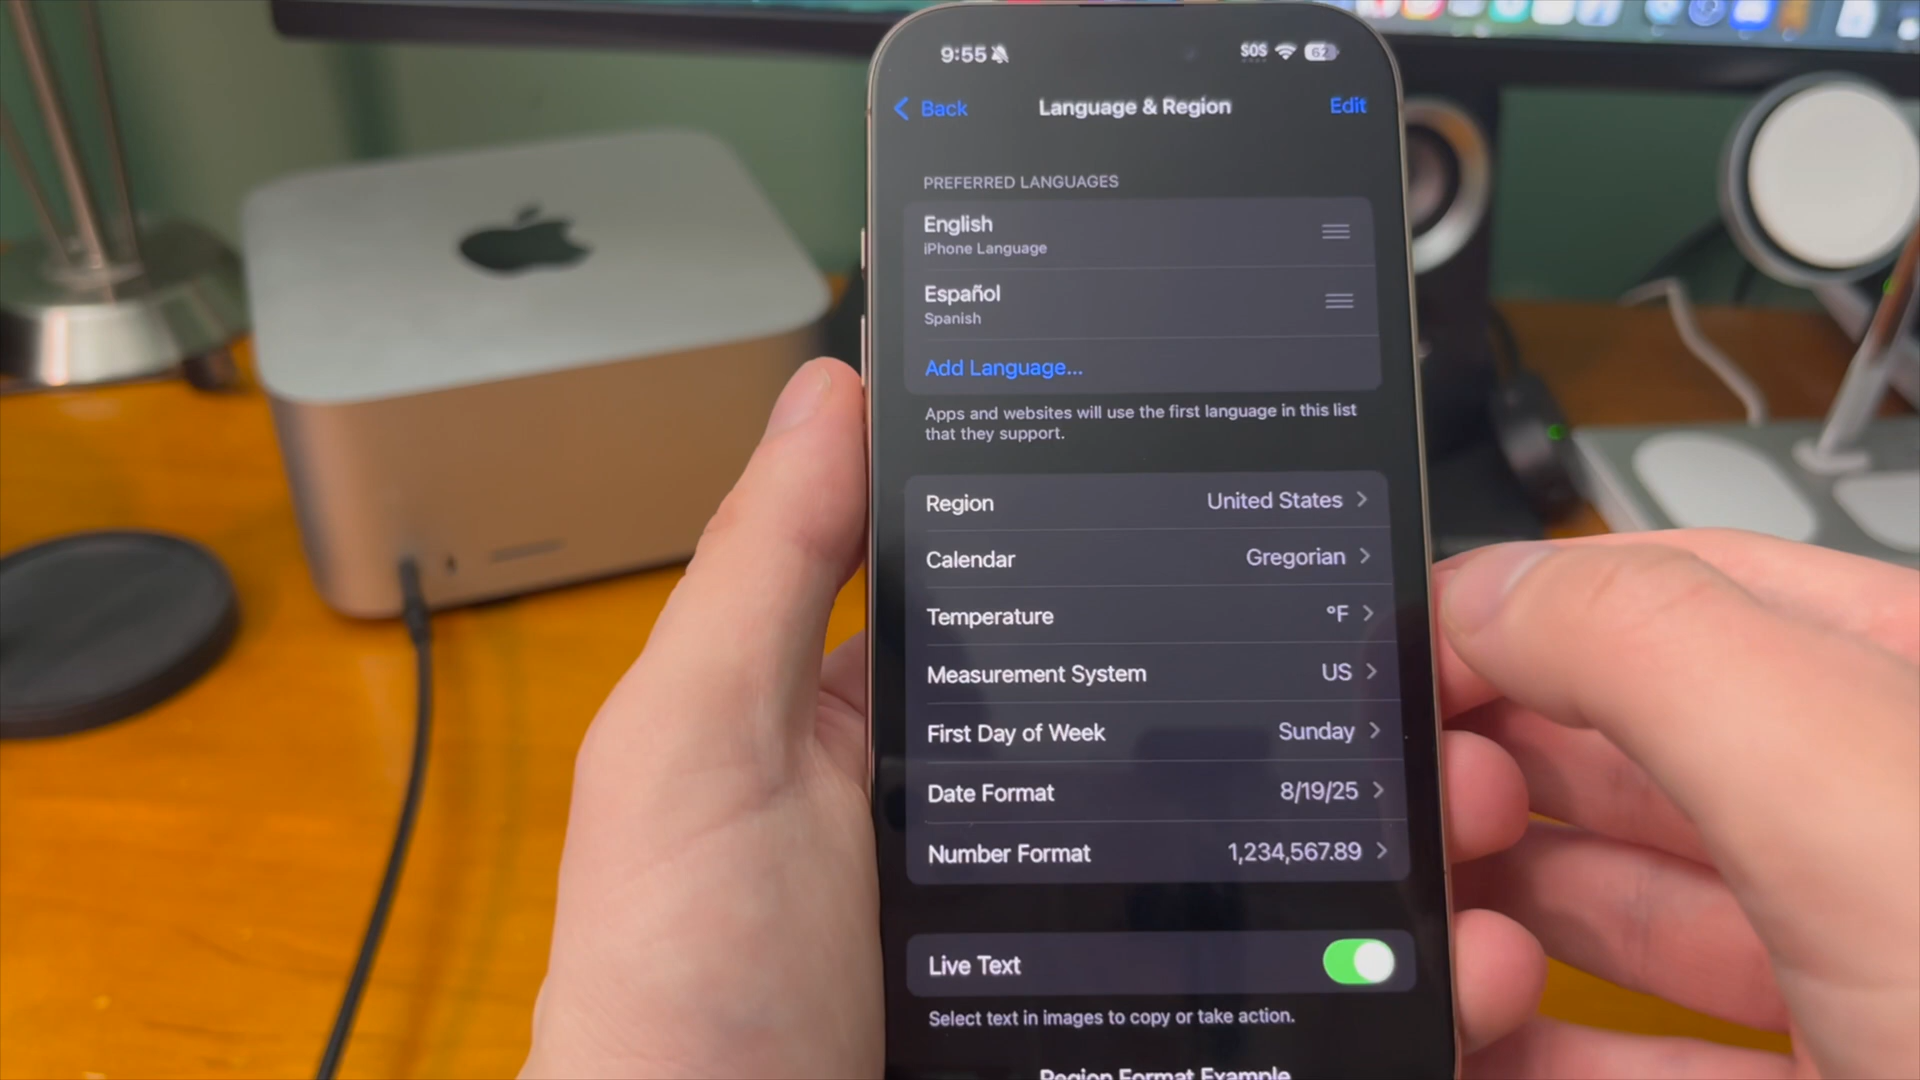 9:55 SOS 62
Back Language & Region Edit
PREFERRED LANGUAGES
English
iPhone Language
Español
Spanish
Add Language...
Apps and websites will use the first language in this list
that they support.
Region United States
Calendar Gregorian
Temperature °F
Measurement System US
First Day of Week Sunday
Date Format 8/19/25
Number Format 1,234,567.89
Live Text
Select text in images to copy or take action.
Region Format Example